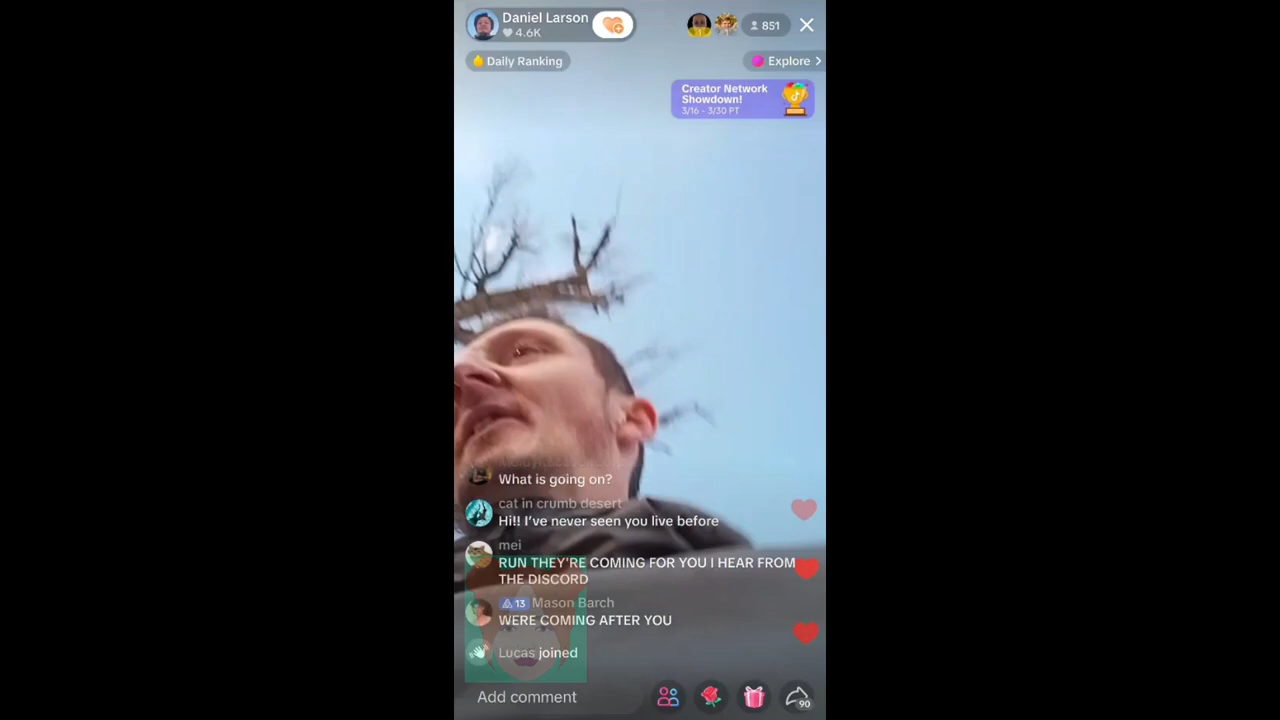 Daniel Larson
4.6K
851
Daily Ranking
Explore
Creator Network
Showdown!
3/16 - 3/30 PT
What is going on?
cat in crumb desert
Hi!! I've never seen you live before
mei
RUN THEY'RE COMING FOR YOU I HEAR FROM
THE DISCORD
13 Mason Barch
WERE COMING AFTER YOU
Lucas joined
Add comment
90